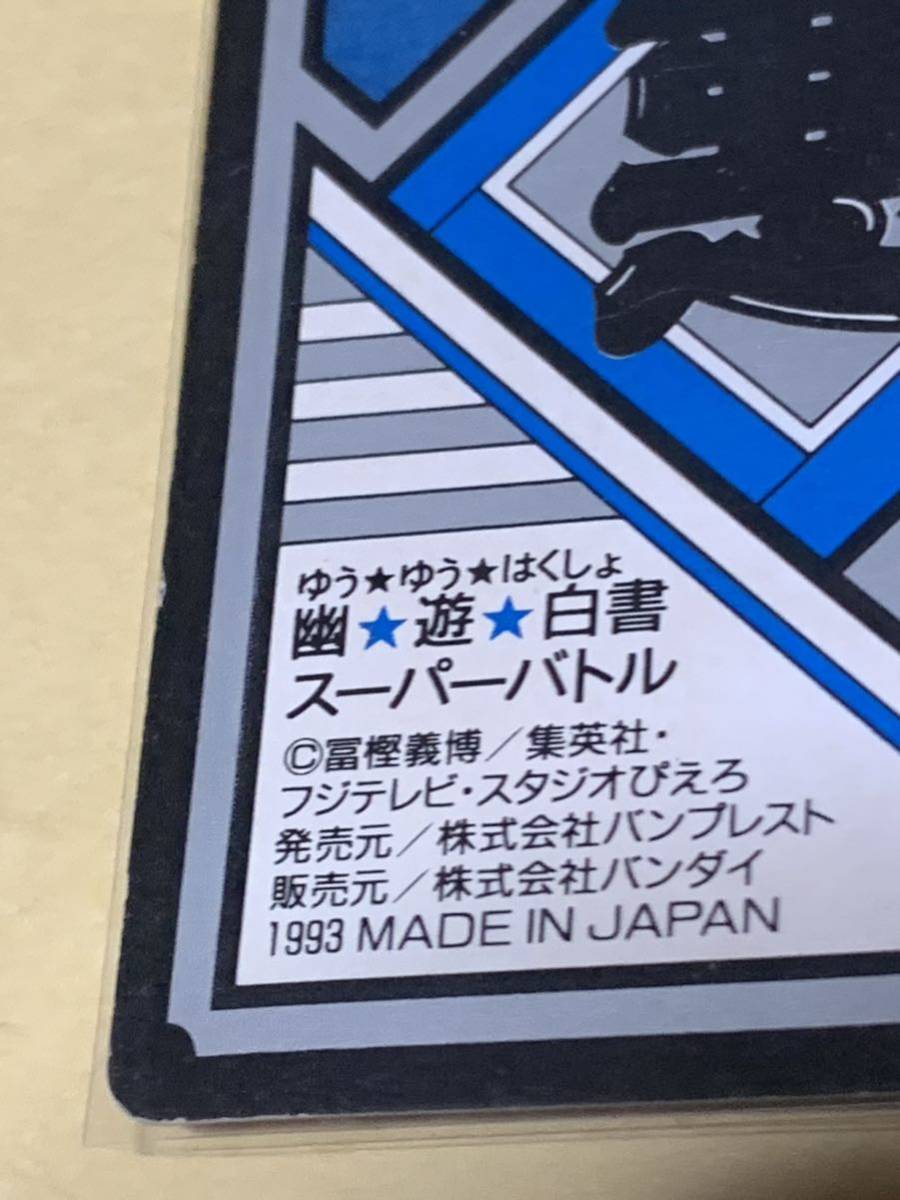 ゆう★ゆう★はくしょ
幽★遊★白書
スーパーバトル
©冨樫義博／集英社・
フジテレビ・スタジオぴえろ
発売元／株式会社バンプレスト
販売元／株式会社バンダイ
1993 MADE IN JAPAN